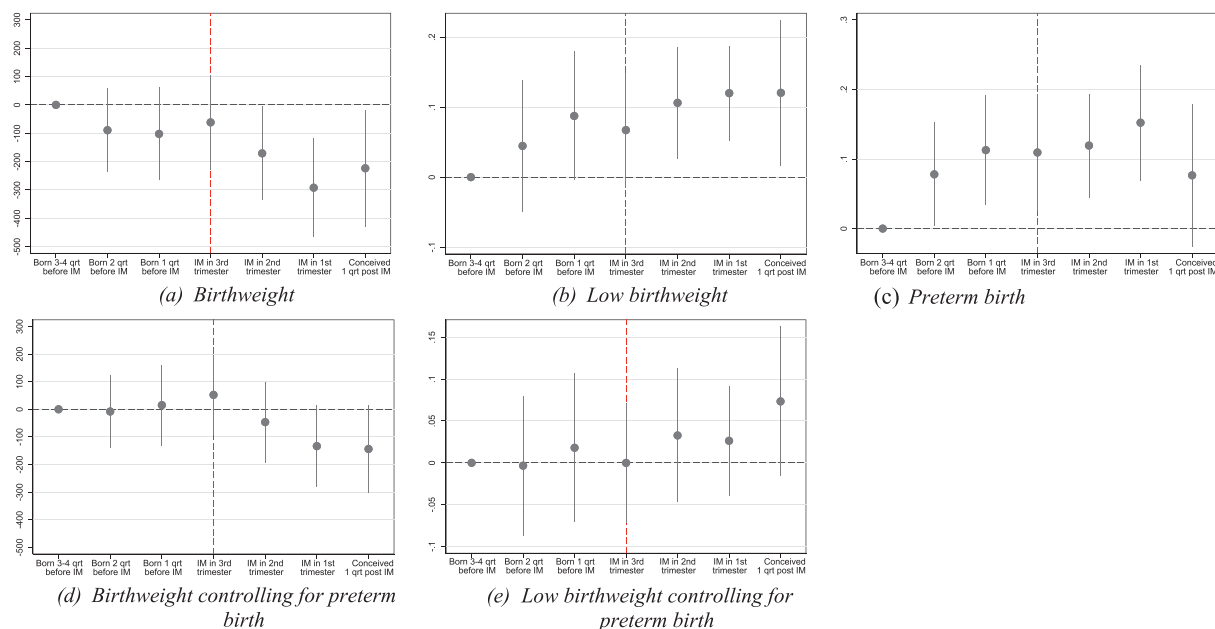 300
200
100
0
-100
-200
-300
-400
-500
Born 3-4 qrt before IM
Born 2 qrt before IM
Born 1 qrt before IM
IM in 3rd trimester
IM in 2nd trimester
IM in 1st trimester
Conceived 1 qrt post IM
(a) Birthweight
.2
.1
0
-.1
Born 3-4 qrt before IM
Born 2 qrt before IM
Born 1 qrt before IM
IM in 3rd trimester
IM in 2nd trimester
IM in 1st trimester
Conceived 1 qrt post IM
(b) Low birthweight
.3
.2
.1
0
Born 3-4 qrt before IM
Born 2 qrt before IM
Born 1 qrt before IM
IM in 3rd trimester
IM in 2nd trimester
IM in 1st trimester
Conceived 1 qrt post IM
(c) Preterm birth
300
200
100
0
-100
-200
-300
-400
-500
Born 3-4 qrt before IM
Born 2 qrt before IM
Born 1 qrt before IM
IM in 3rd trimester
IM in 2nd trimester
IM in 1st trimester
Conceived 1 qrt post IM
(d) Birthweight controlling for preterm
birth
.15
.1
.05
0
-.05
-.1
Born 3-4 qrt before IM
Born 2 qrt before IM
Born 1 qrt before IM
IM in 3rd trimester
IM in 2nd trimester
IM in 1st trimester
Conceived 1 qrt post IM
(e) Low birthweight controlling for
preterm birth